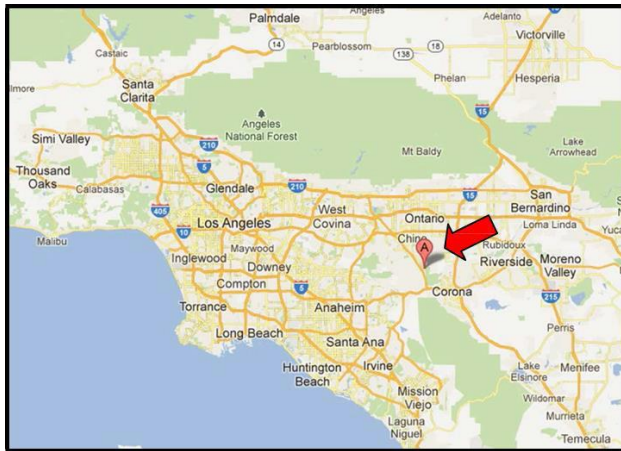 Palmdale
Angeles
Adelanto
Victorville
14
Pearblossom
138
18
Castaic
Phelan
Hesperia
Santa
Clarita
15
Angeles
National Forest
Simi Valley
210
5
Mt Baldy
Lake
Arrowhead
Thousand
Oaks
Calabasas
Glendale
210
15
San
Bernardino
405
West
Covina
Ontario
Los Angeles
Loma Linda
Malibu
10
Maywood
Chino
A
Rubidoux
Inglewood
Downey
Riverside
Moreno
Valley
Compton
5
Corona
215
Torrance
Anaheim
Long Beach
Santa Ana
Perris
Huntington
Beach
Irvine
Lake
Elsinore
Menifee
Mission
Viejo
Wildomar
Murrieta
Laguna
Niguel
Temecula